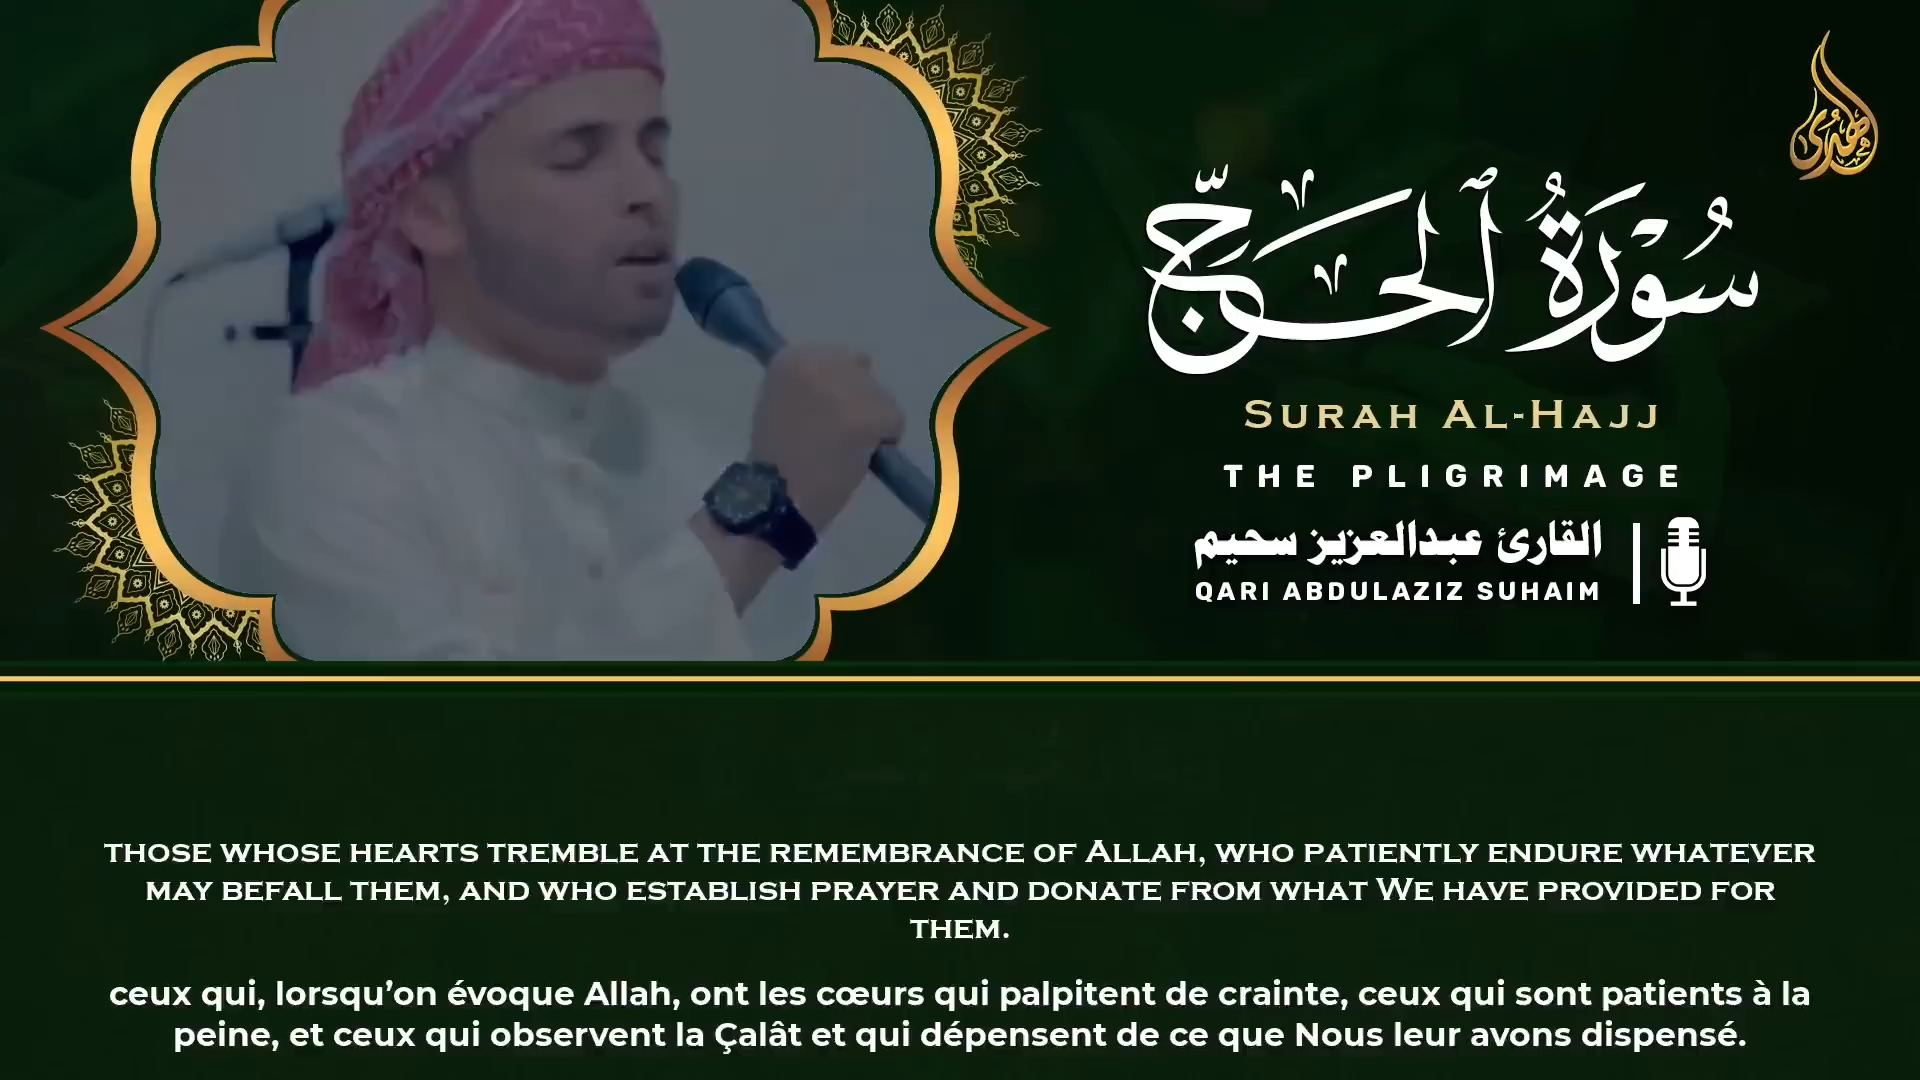 الهدى
سُورَةُ ٱلْحَجّ
SURAH AL-HAJJ
THE PLIGRIMAGE
القارئ عبدالعزيز سحيم
QARI ABDULAZIZ SUHAIM
THOSE WHOSE HEARTS TREMBLE AT THE REMEMBRANCE OF ALLAH, WHO PATIENTLY ENDURE WHATEVER
MAY BEFALL THEM, AND WHO ESTABLISH PRAYER AND DONATE FROM WHAT WE HAVE PROVIDED FOR
THEM.
ceux qui, lorsqu’on évoque Allah, ont les cœurs qui palpitent de crainte, ceux qui sont patients à la
peine, et ceux qui observent la Çalât et qui dépensent de ce que Nous leur avons dispensé.